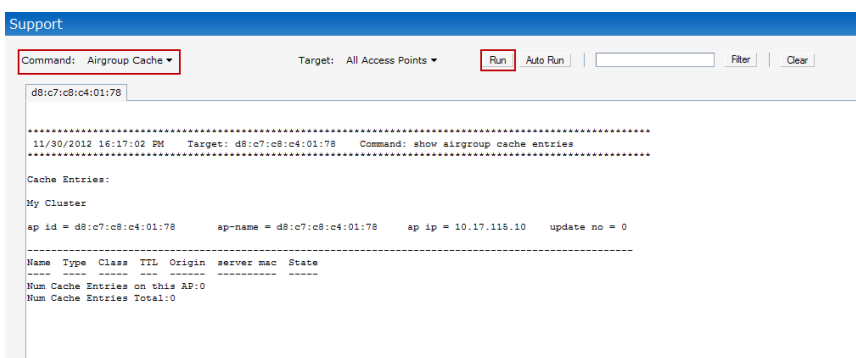 Support
Command: Airgroup Cache Target: All Access Points Run Auto Run Filter Clear
d8:c7:c8:c4:01:78
****************************************************************************************************
11/30/2012 16:17:02 PM Target: d8:c7:c8:c4:01:78 Command: show airgroup cache entries
****************************************************************************************************
Cache Entries:
My Cluster
ap id = d8:c7:c8:c4:01:78 ap-name = d8:c7:c8:c4:01:78 ap ip = 10.17.115.10 update no = 0
----------------------------------------------------------------------------------------------------
Name Type Class TTL Origin server mac State
---- ---- ----- --- ------ ---------- -----
Num Cache Entries on this AP:0
Num Cache Entries Total:0